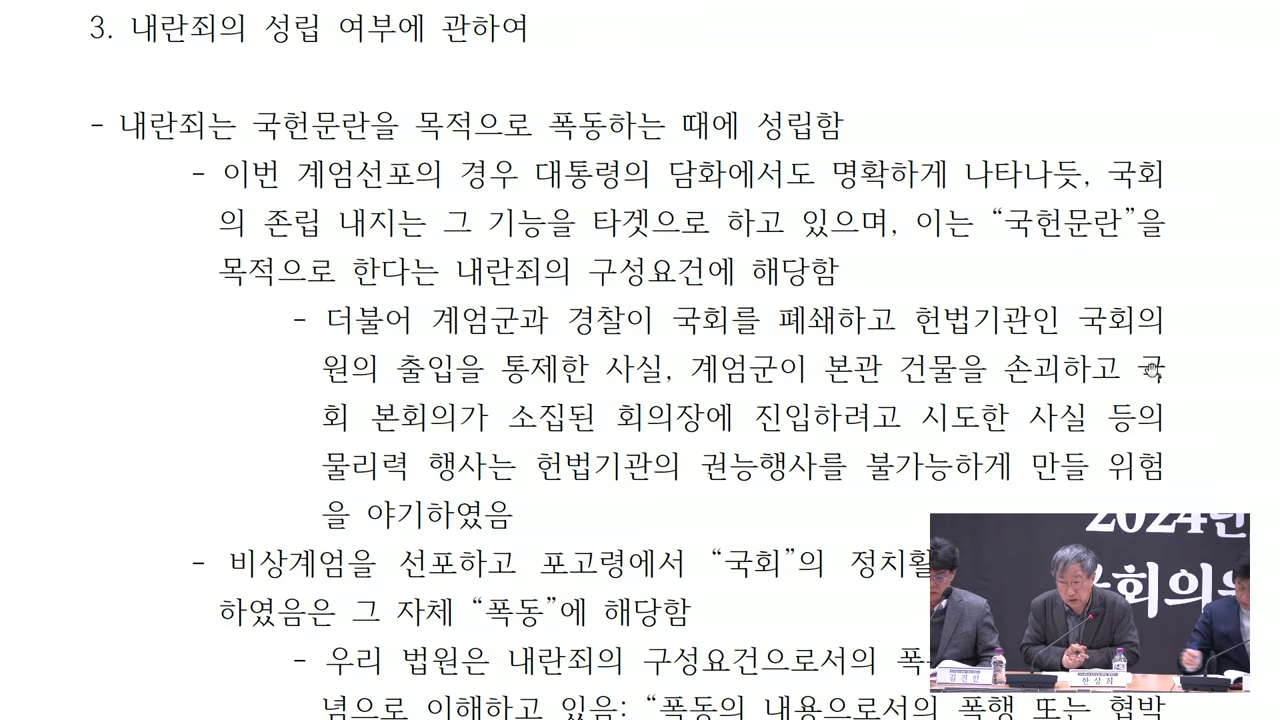 3. 내란죄의 성립 여부에 관하여
- 내란죄는 국헌문란을 목적으로 폭동하는 때에 성립함
- 이번 계엄선포의 경우 대통령의 담화에서도 명확하게 나타나듯, 국회
의 존립 내지는 그 기능을 타겟으로 하고 있으며, 이는 “국헌문란”을
목적으로 한다는 내란죄의 구성요건에 해당함
- 더불어 계엄군과 경찰이 국회를 폐쇄하고 헌법기관인 국회의
원의 출입을 통제한 사실, 계엄군이 본관 건물을 손괴하고
회 본회의가 소집된 회의장에 진입하려고 시도한 사실 등의
물리력 행사는 헌법기관의 권능행사를 불가능하게 만들 위험
을 야기하였음
- 비상계엄을 선포하고 포고령에서 “국회”의
하였음은 그 자체 “폭동”에 해당함
- 우리 법원은 내란죄의 구성요건으로서의
념으로 이해하고 있음: “폭동의 내용으로서의 폭행 또는 협박
2024년
김진한
한상희